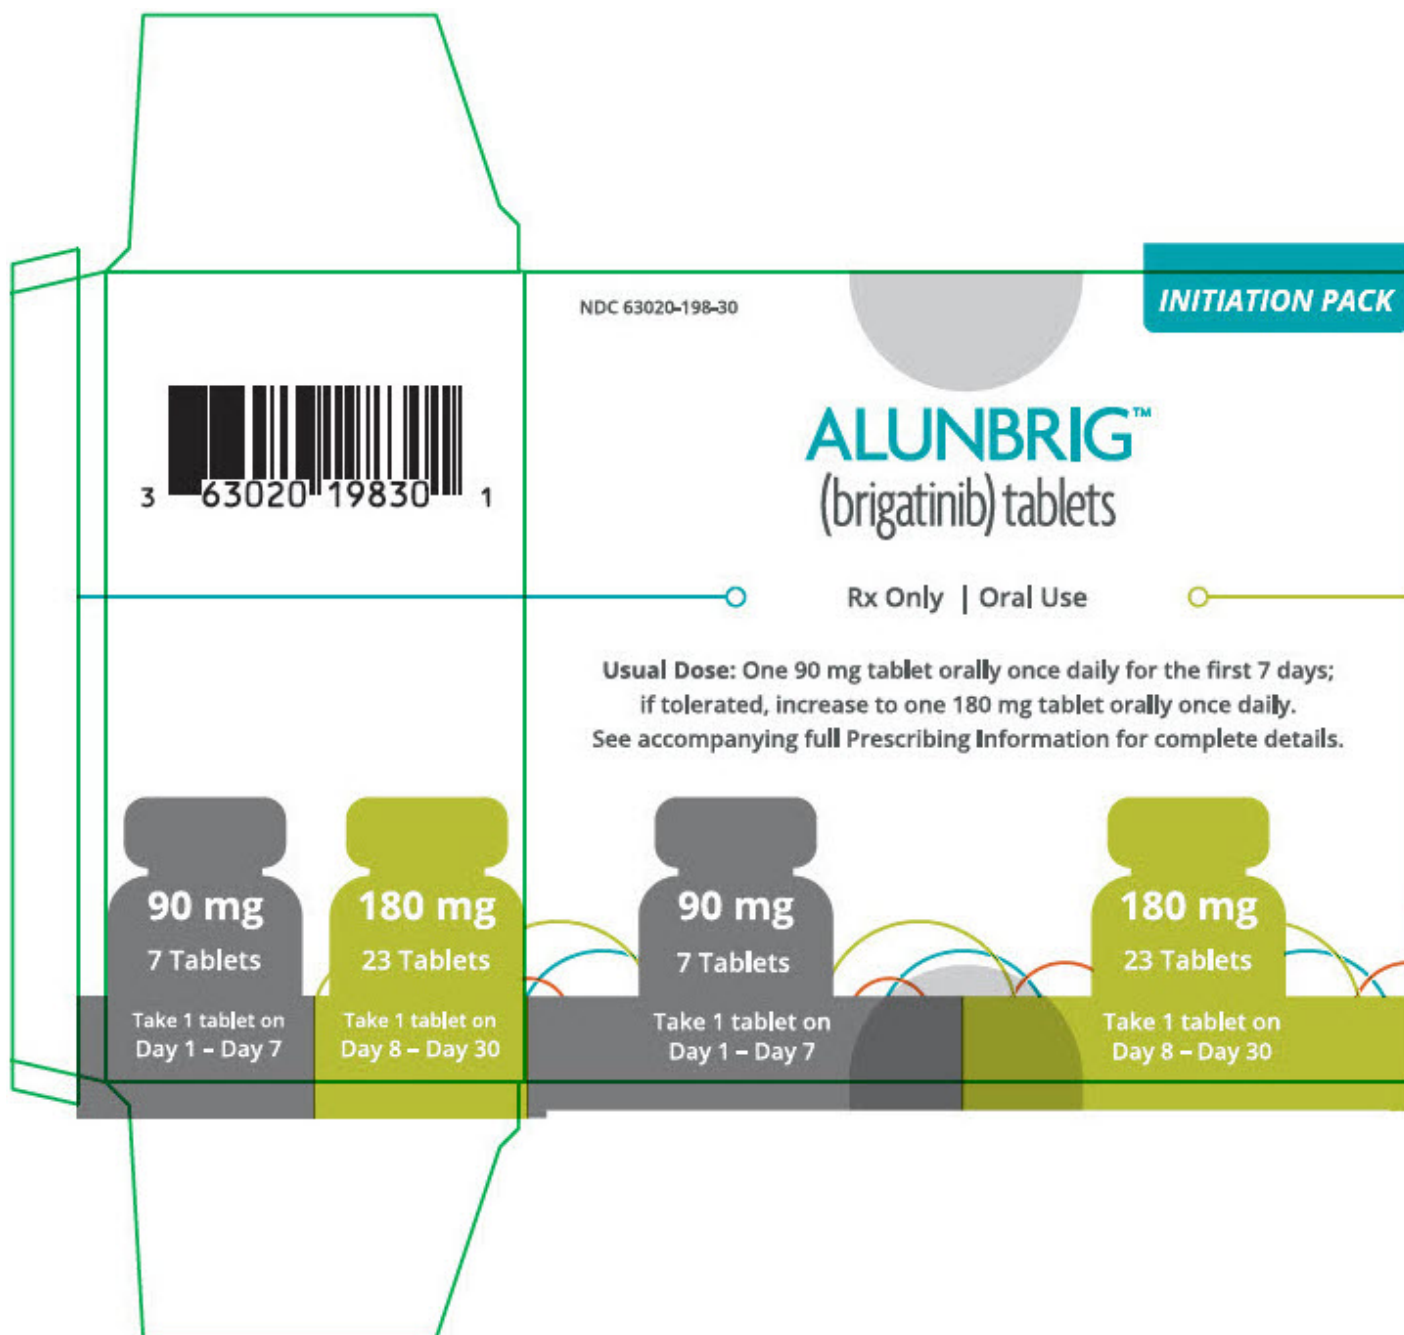 3 63020 19830 1
90 mg
7 Tablets
Take 1 tablet on
Day 1 – Day 7
180 mg
23 Tablets
Take 1 tablet on
Day 8 – Day 30
NDC 63020-198-30
INITIATION PACK
ALUNBRIG™
(brigatinib) tablets
Rx Only | Oral Use
Usual Dose: One 90 mg tablet orally once daily for the first 7 days;
if tolerated, increase to one 180 mg tablet orally once daily.
See accompanying full Prescribing Information for complete details.
90 mg
7 Tablets
Take 1 tablet on
Day 1 – Day 7
180 mg
23 Tablets
Take 1 tablet on
Day 8 – Day 30